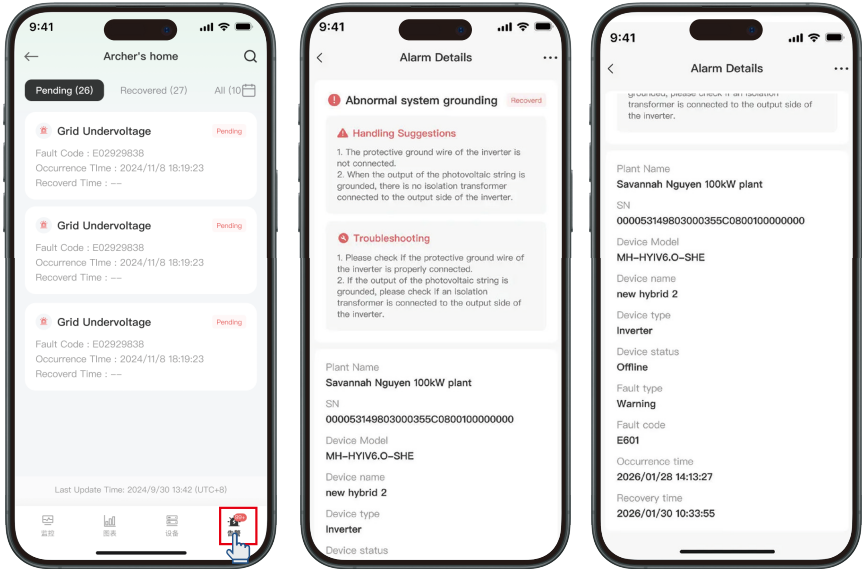 9:41
Archer's home
Pending (26)
Recovered (27)
All (10
Grid Undervoltage
Pending
Fault Code : E02929838
Occurrence TIme : 2024/11/8 18:19:23
Recoverd Time : ––
Grid Undervoltage
Pending
Fault Code : E02929838
Occurrence TIme : 2024/11/8 18:19:23
Recoverd Time : ––
Grid Undervoltage
Pending
Fault Code : E02929838
Occurrence TIme : 2024/11/8 18:19:23
Recoverd Time : ––
Last Update Time: 2024/9/30 13:42 (UTC+8)
监控
图表
设备
9:41
Alarm Details
Abnormal system grounding
Recoverd
Handling Suggestions
1. The protective ground wire of the inverter is
not connected.
2. When the output of the photovoltaic string is
grounded, there is no isolation transformer
connected to the output side of the inverter.
Troubleshooting
1. Please check if the protective ground wire of
the inverter is properly connected.
2. If the output of the photovoltaic string is
grounded, please check if an isolation
transformer is connected to the output side of
the inverter.
Plant Name
Savannah Nguyen 100kW plant
SN
000053149803000355C0800100000000
Device Model
MH–HYIV6.O–SHE
Device name
new hybrid 2
Device type
Inverter
Device status
9:41
Alarm Details
grounded, please check if an isolation
transformer is connected to the output side of
the inverter.
Plant Name
Savannah Nguyen 100kW plant
SN
000053149803000355C0800100000000
Device Model
MH–HYIV6.O–SHE
Device name
new hybrid 2
Device type
Inverter
Device status
Offline
Fault type
Warning
Fault code
E601
Occurrence time
2026/01/28 14:13:27
Recovery time
2026/01/30 10:33:55